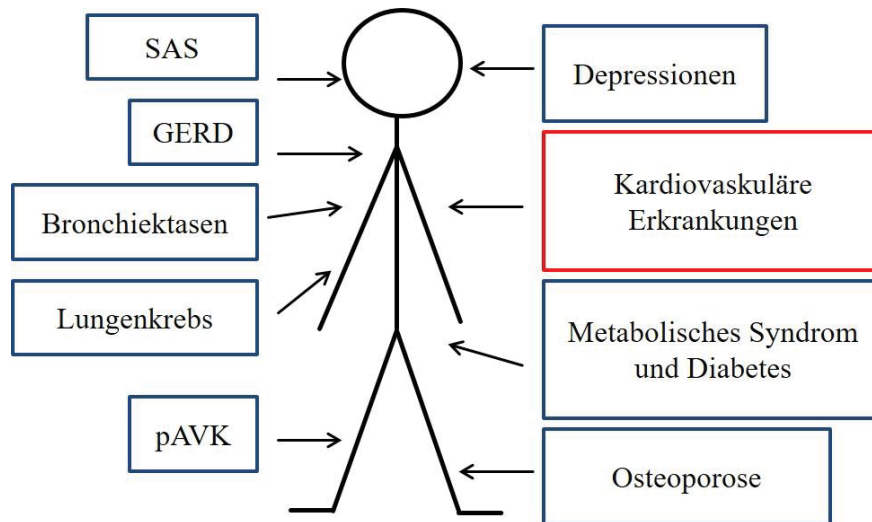 SAS
GERD
Bronchiektasen
Lungenkrebs
pAVK
Depressionen
Kardiovaskuläre
Erkrankungen
Metabolisches Syndrom
und Diabetes
Osteoporose